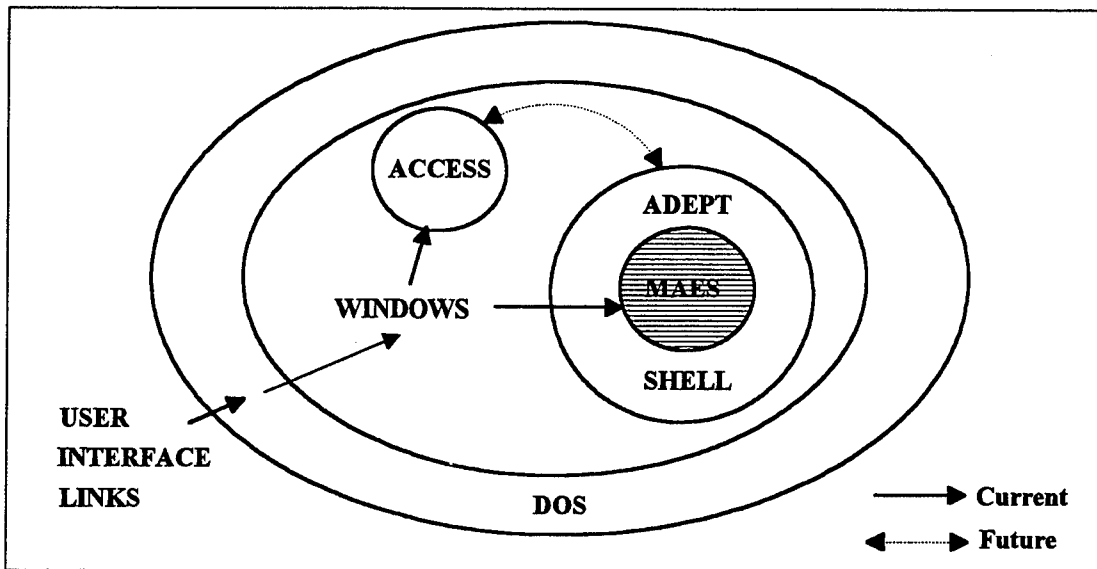 ACCESS
ADEPT
MAES
WINDOWS
SHELL
USER
INTERFACE
LINKS
DOS
Current
Future